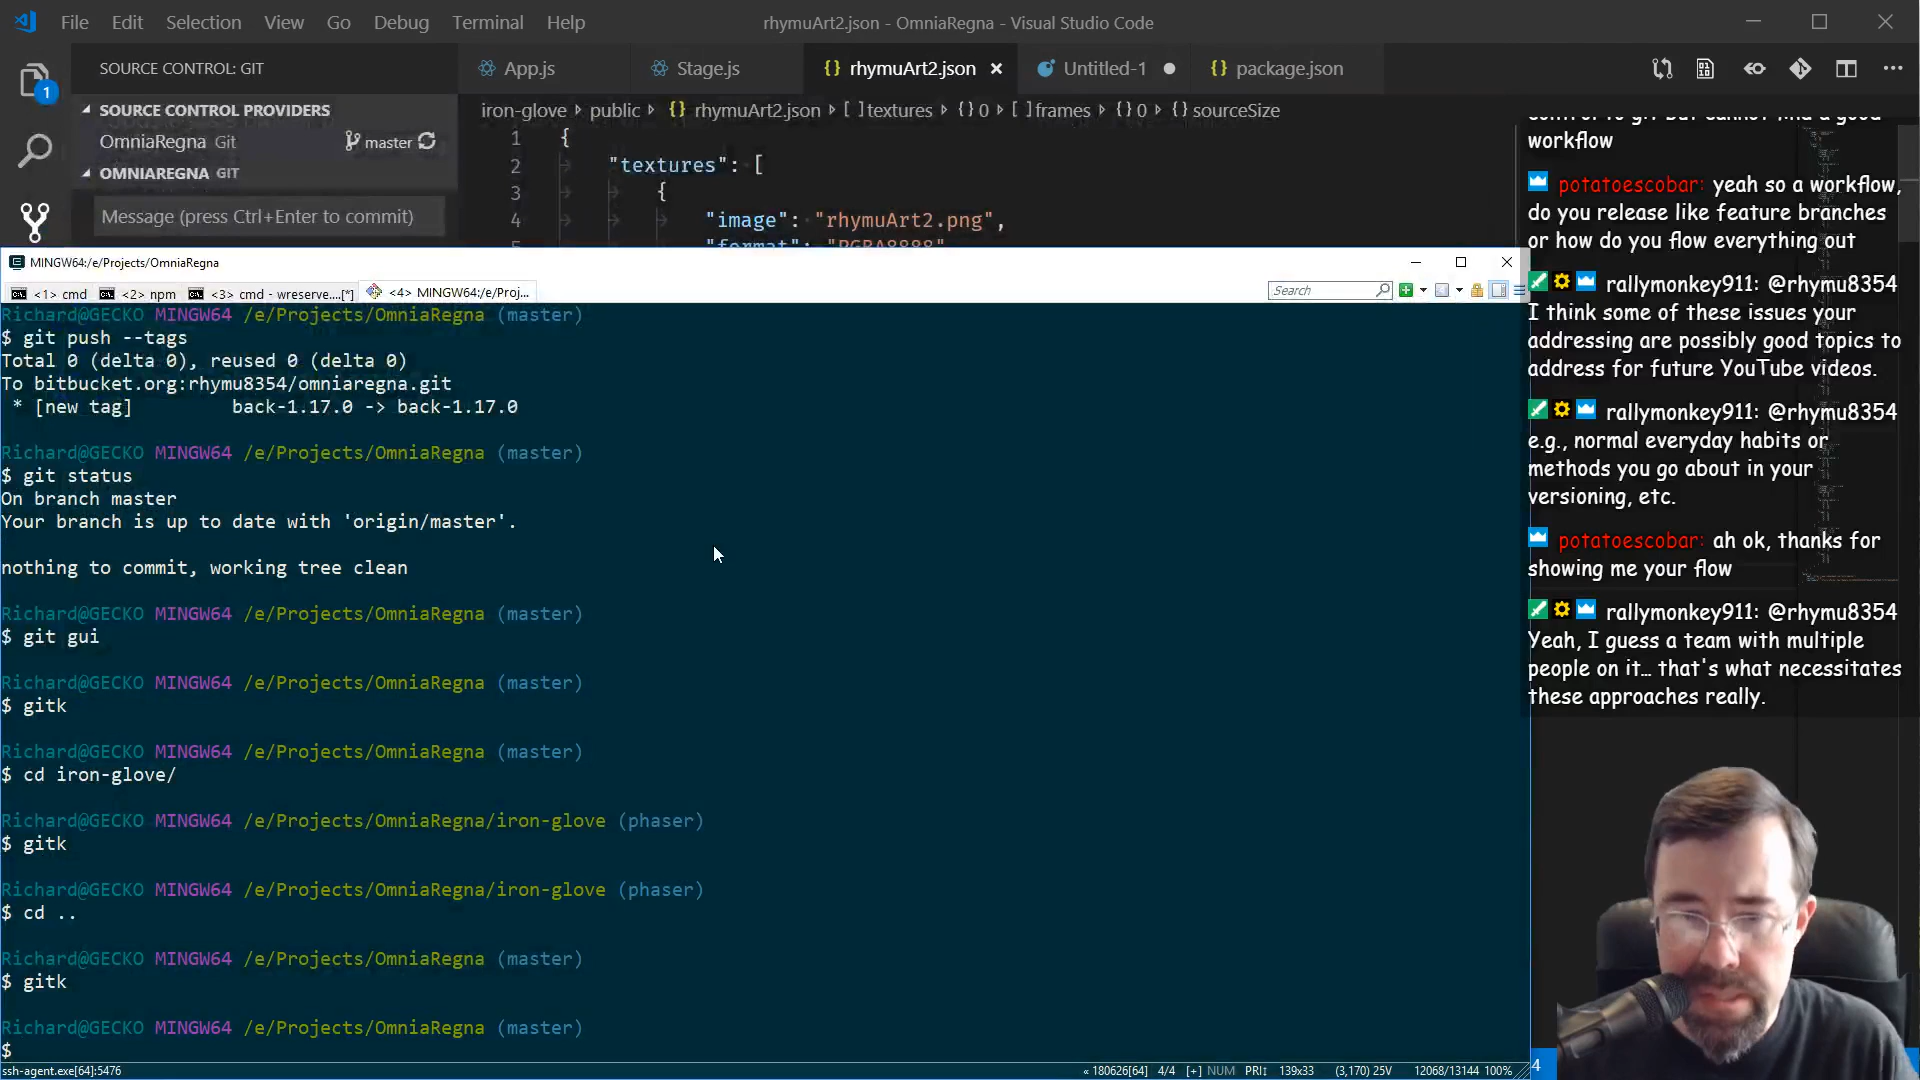 File Edit Selection View Go Debug Terminal Help
rhymuArt2.json - OmniaRegna - Visual Studio Code
SOURCE CONTROL: GIT
App.js
Stage.js
{} rhymuArt2.json
Untitled-1
{} package.json
1
SOURCE CONTROL PROVIDERS
OmniaRegna Git
master
OMNIAREGNA GIT
Message (press Ctrl+Enter to commit)
iron-glove > public > {} rhymuArt2.json > [ ] textures > {} 0 > [ ] frames > {} 0 > {} sourceSize
1 {
2 "textures": [
3 {
4 "image": "rhymuArt2.png",
5 "format": "RGBA8888",
MINGW64:/e/Projects/OmniaRegna
<1> cmd
<2> npm
<3> cmd - wreserve....[*]
<4> MINGW64:/e/Proj...
Search
Richard@GECKO MINGW64 /e/Projects/OmniaRegna (master)
$ git push --tags
Total 0 (delta 0), reused 0 (delta 0)
To bitbucket.org:rhymu8354/omniaregna.git
* [new tag] back-1.17.0 -> back-1.17.0
Richard@GECKO MINGW64 /e/Projects/OmniaRegna (master)
$ git status
On branch master
Your branch is up to date with 'origin/master'.
nothing to commit, working tree clean
Richard@GECKO MINGW64 /e/Projects/OmniaRegna (master)
$ git gui
Richard@GECKO MINGW64 /e/Projects/OmniaRegna (master)
$ gitk
Richard@GECKO MINGW64 /e/Projects/OmniaRegna (master)
$ cd iron-glove/
Richard@GECKO MINGW64 /e/Projects/OmniaRegna/iron-glove (phaser)
$ gitk
Richard@GECKO MINGW64 /e/Projects/OmniaRegna/iron-glove (phaser)
$ cd ..
Richard@GECKO MINGW64 /e/Projects/OmniaRegna (master)
$ gitk
Richard@GECKO MINGW64 /e/Projects/OmniaRegna (master)
$
ssh-agent.exe[64]:5476
« 180626[64] 4/4 [+] NUM PRI↕ 139x33 (3,170) 25V 12068/13144 100%
workflow
potatoescobar: yeah so a workflow,
do you release like feature branches
or how do you flow everything out
rallymonkey911: @rhymu8354
I think some of these issues your
addressing are possibly good topics to
address for future YouTube videos.
rallymonkey911: @rhymu8354
e.g., normal everyday habits or
methods you go about in your
versioning, etc.
potatoescobar: ah ok, thanks for
showing me your flow
rallymonkey911: @rhymu8354
Yeah, I guess a team with multiple
people on it... that's what necessitates
these approaches really.
4